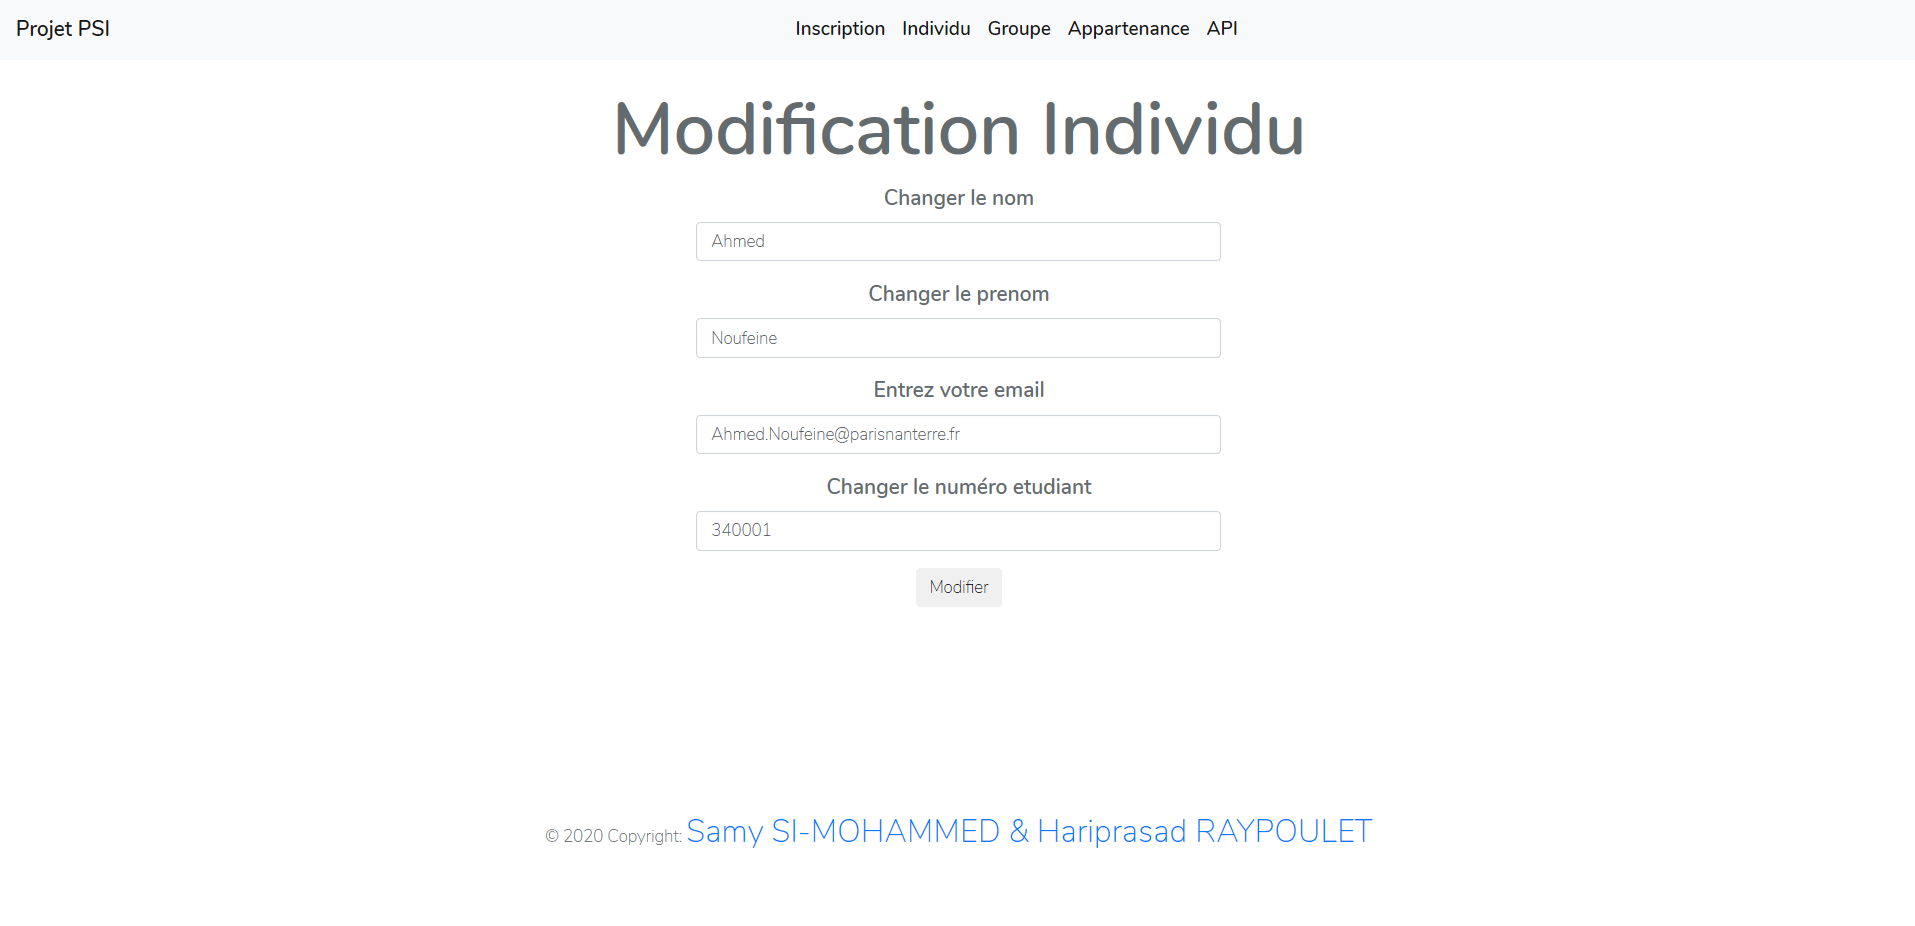 Projet PSI
Inscription Individu Groupe Appartenance API
Modification Individu
Changer le nom
Ahmed
Changer le prenom
Noufeine
Entrez votre email
Ahmed.Noufeine@parisnanterre.fr
Changer le numéro etudiant
340001
Modifier
© 2020 Copyright: Samy SI-MOHAMMED & Hariprasad RAYPOULET